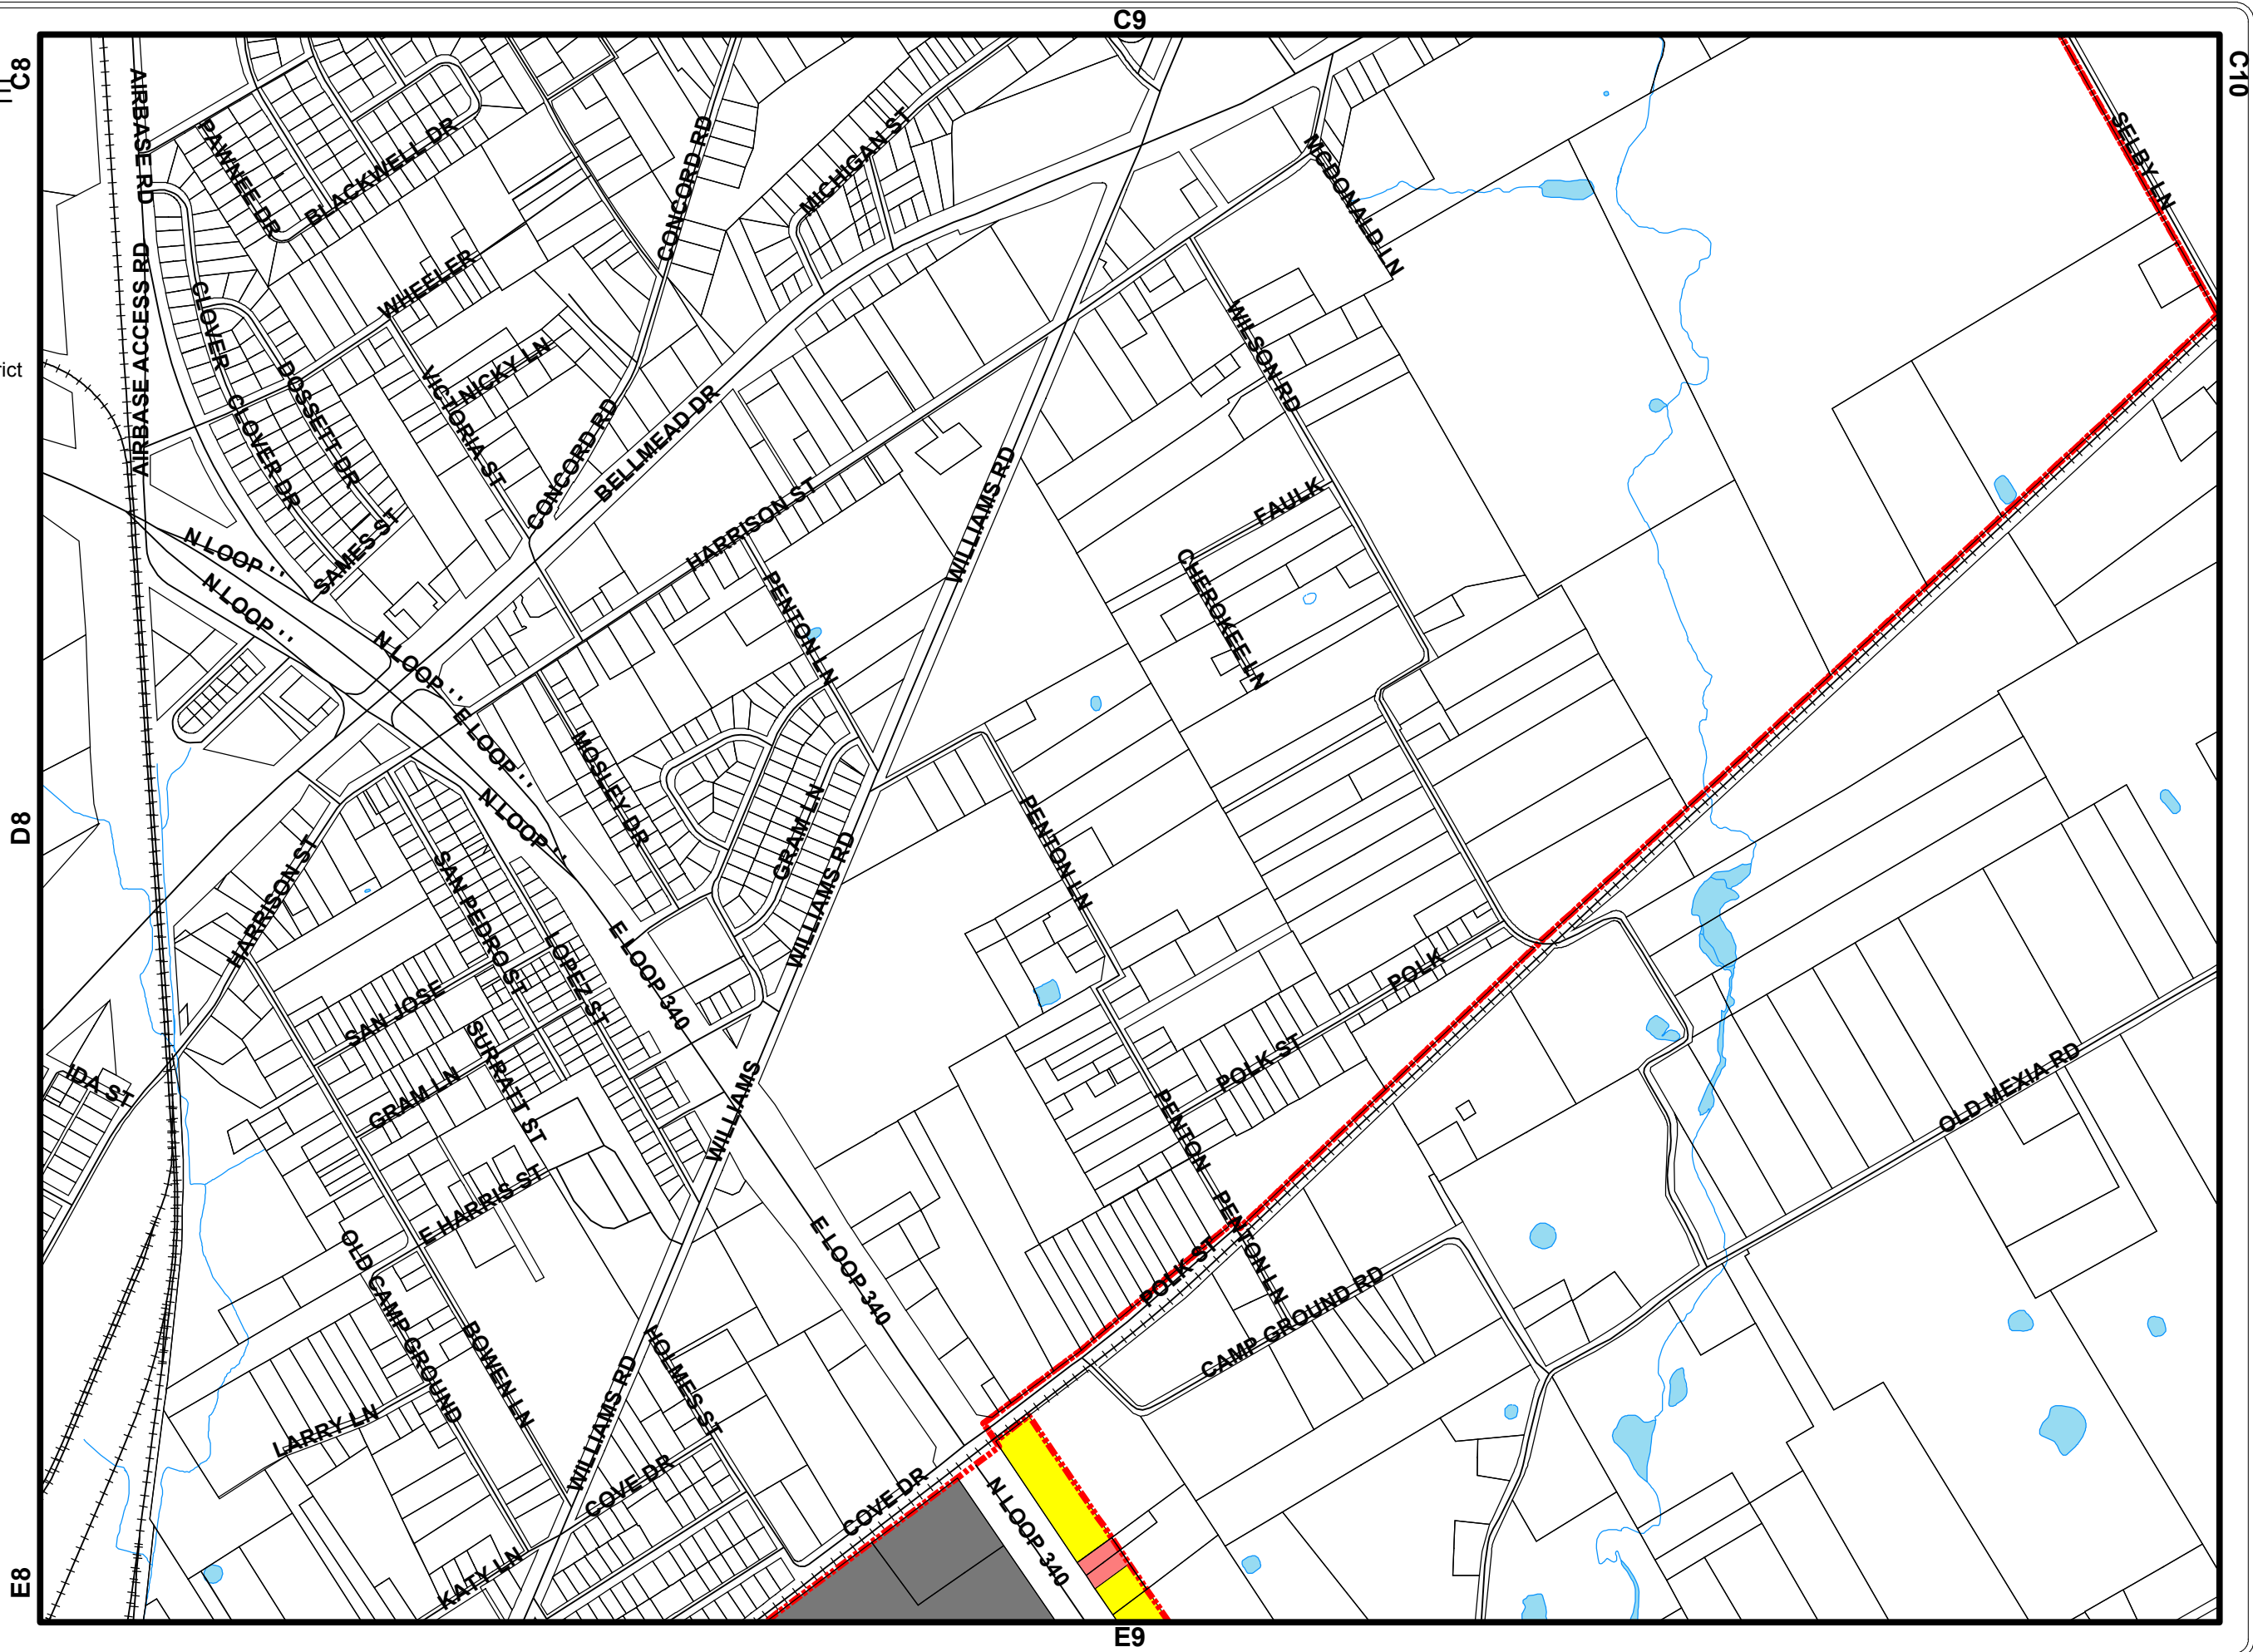 C9
C8
C10
AIRBASE RD
PAWNEE DR
BLACKWELL DR
CONCORD RD
MICHIGAN ST
MCDONALD LN
SELBY LN
AIRBASE ACCESS RD
CLOVER
WHEELER
WILSON RD
rict
DOSSETT DR
VICTORIA ST
NICKY LN
CLOVER DR
CONCORD RD
BELLMEAD DR
HARRISON ST
WILLIAMS RD
FAULK
SAMES ST
N LOOP ''
N LOOP ''
CHEROKEE LN
PENTON LN
N LOOP ''
E LOOP ''
MOSLEY DR
N LOOP ''
GRAM LN
PENTON LN
D8
HARRISON ST
SAN PEDRO ST
WILLIAMS RD
LOPEZ ST
E LOOP 340
POLK
SAN JOSE
SURRATT ST
POLK ST
OLD MEXIA RD
IDA ST
GRAM LN
WILLIAMS
PENTON
E HARRIS ST
PENTON LN
OLD CAMP GROUND
E LOOP 340
POLK ST
CAMP GROUND RD
BOWEN LN
HOLMES ST
WILLIAMS RD
LARRY LN
COVE DR
COVE DR
N LOOP 340
KATY LN
E8
E9